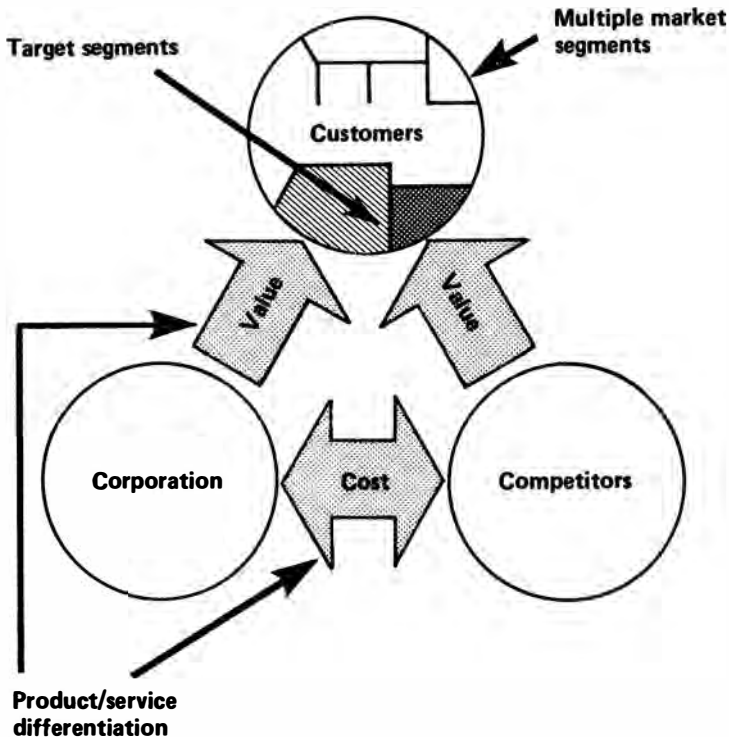 Multiple market
segments
Target segments
Customers
Value
Value
Corporation
Cost
Competitors
Product/service
differentiation